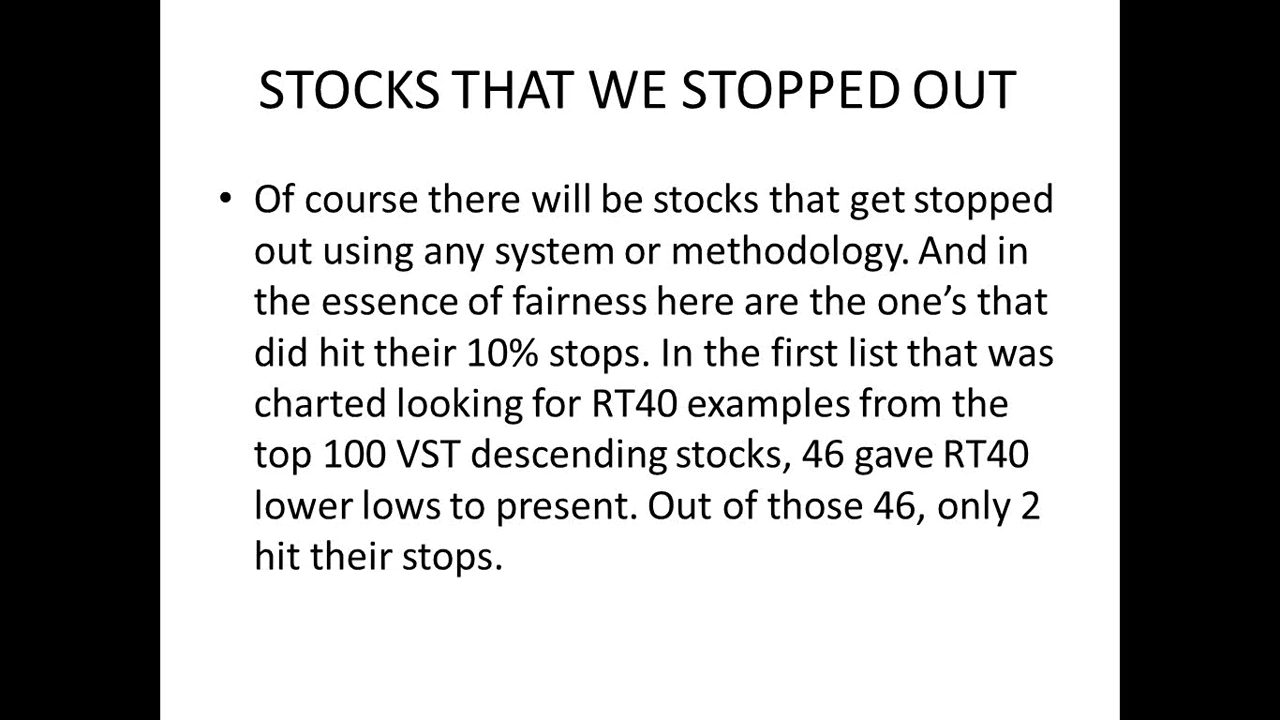 STOCKS THAT WE STOPPED OUT
• Of course there will be stocks that get stopped
out using any system or methodology. And in
the essence of fairness here are the one’s that
did hit their 10% stops. In the first list that was
charted looking for RT40 examples from the
top 100 VST descending stocks, 46 gave RT40
lower lows to present. Out of those 46, only 2
hit their stops.